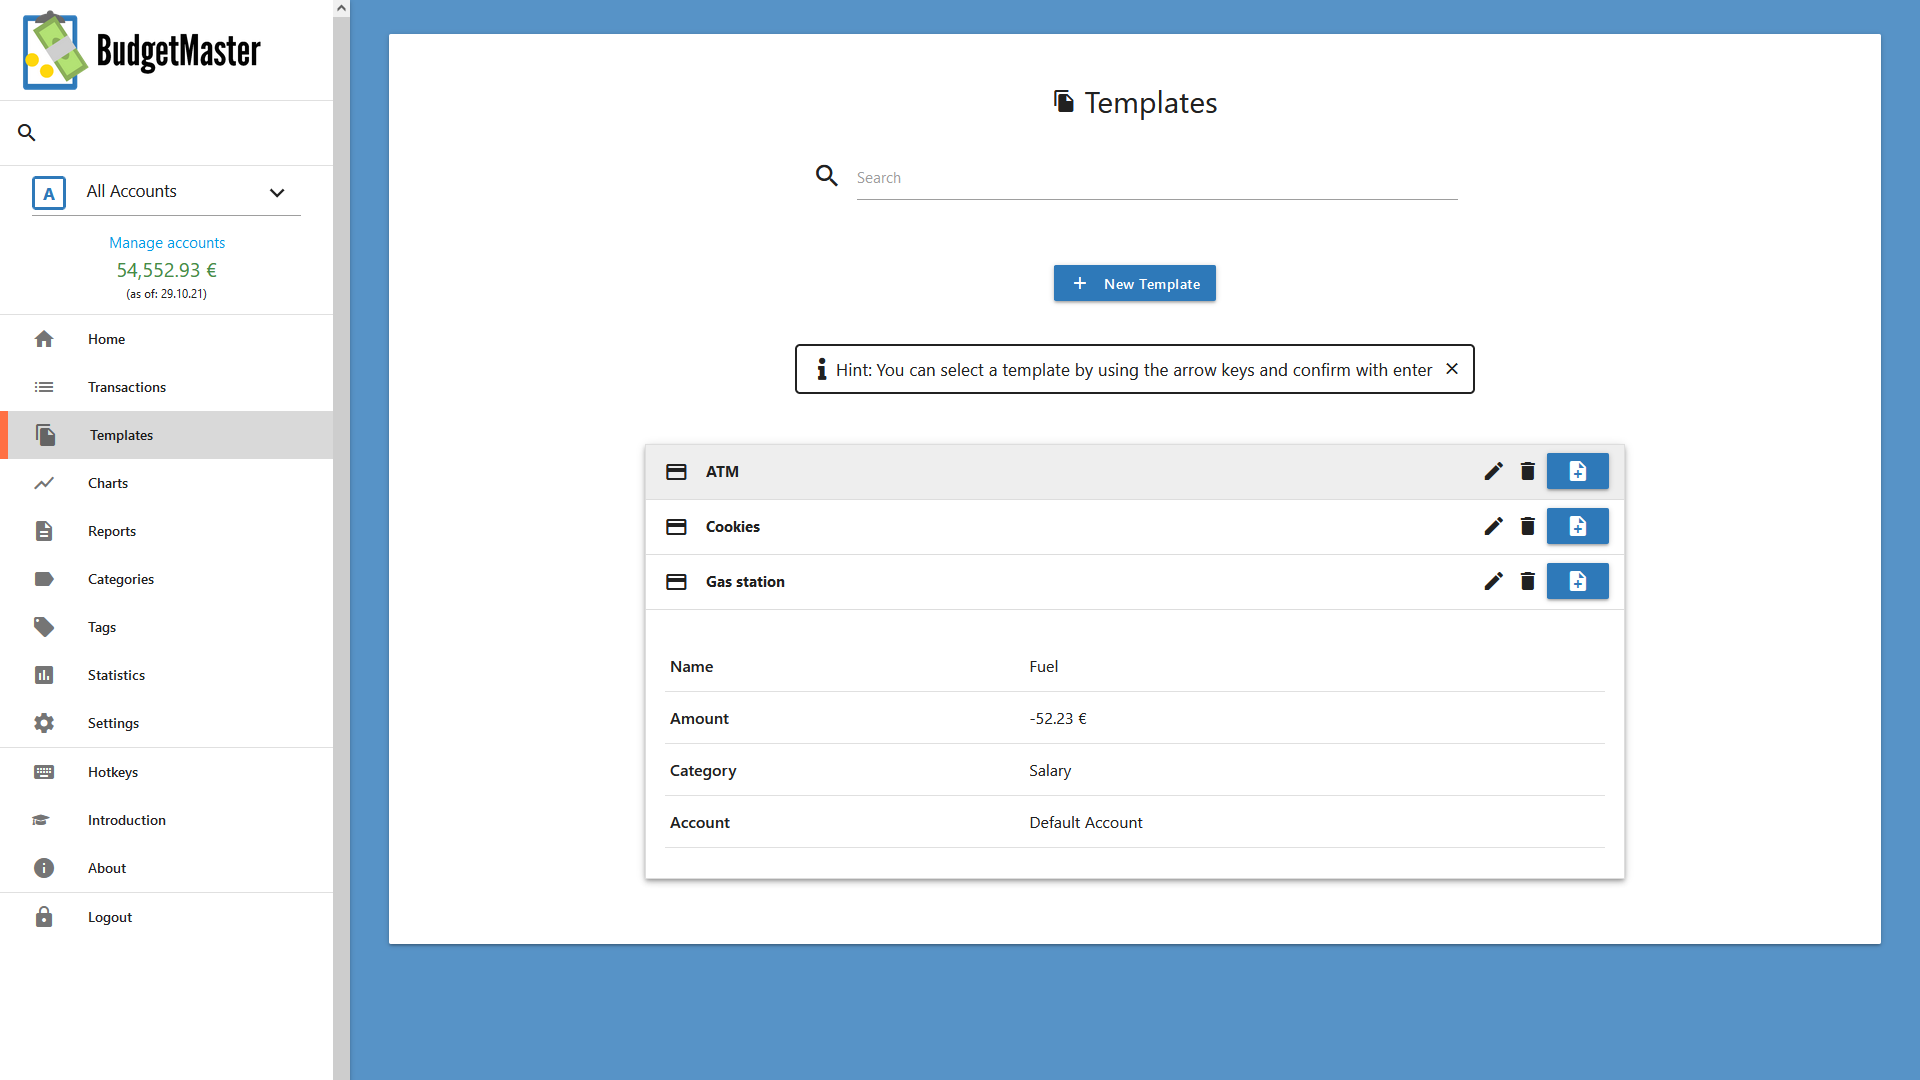 BudgetMaster
A All Accounts
Manage accounts
54,552.93 €
(as of: 29.10.21)
Home
Transactions
Templates
Charts
Reports
Categories
Tags
Statistics
Settings
Hotkeys
Introduction
About
Logout
Templates
Search
New Template
Hint: You can select a template by using the arrow keys and confirm with enter
ATM
Cookies
Gas station
Name Fuel
Amount -52.23 €
Category Salary
Account Default Account